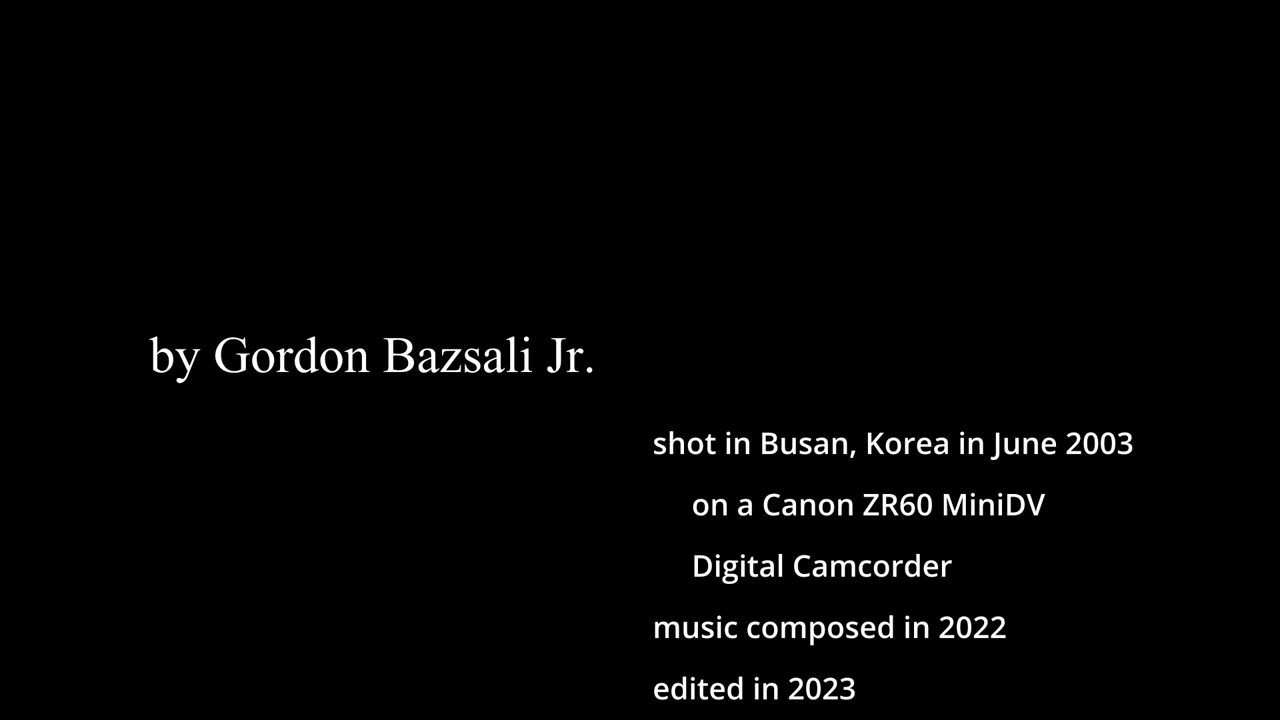 by Gordon Bazsali Jr.
shot in Busan, Korea in June 2003
on a Canon ZR60 MiniDV
Digital Camcorder
music composed in 2022
edited in 2023